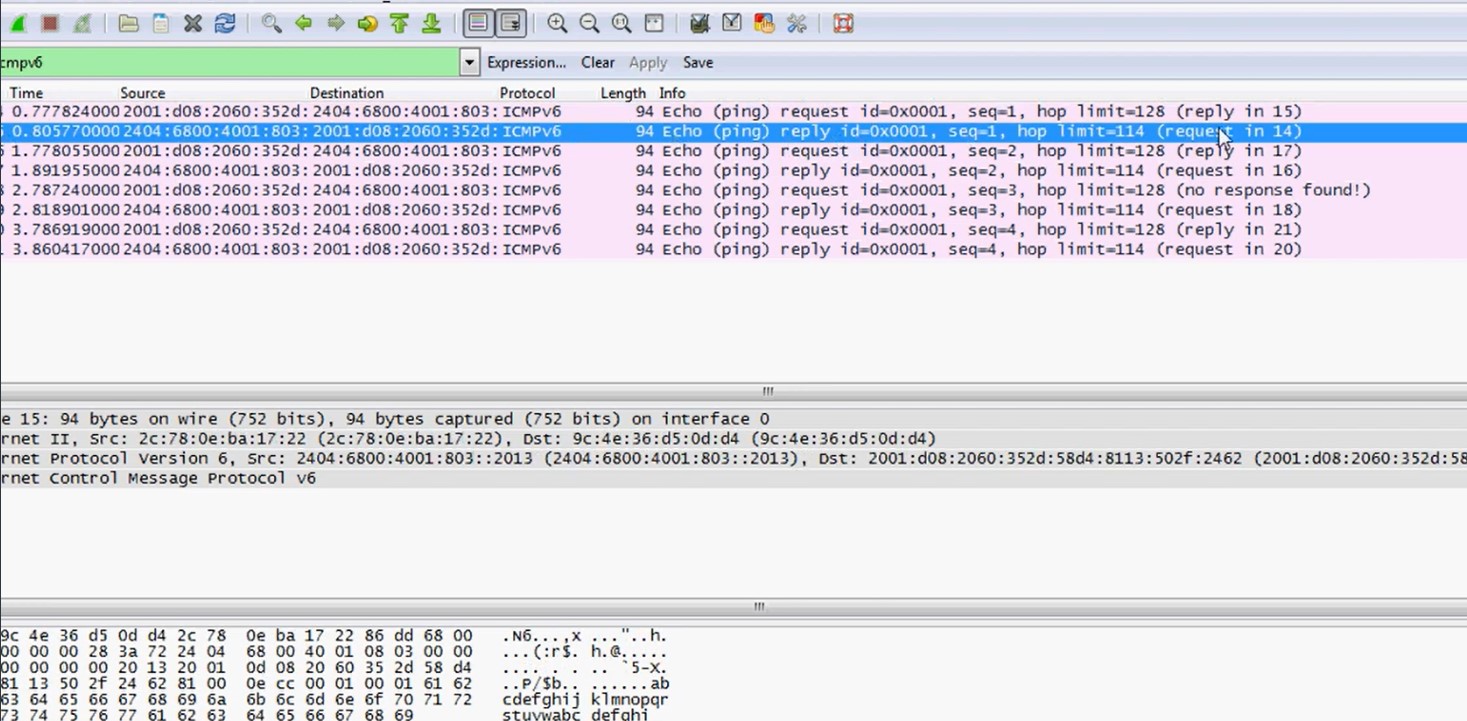 cmpv6 Expression... Clear Apply Save
Time Source Destination Protocol Length Info
0.777824000 2001:d08:2060:352d: 2404:6800:4001:803: ICMPv6 94 Echo (ping) request id=0x0001, seq=1, hop limit=128 (reply in 15)
0.805770000 2404:6800:4001:803: 2001:d08:2060:352d: ICMPv6 94 Echo (ping) reply id=0x0001, seq=1, hop limit=114 (request in 14)
1.778055000 2001:d08:2060:352d: 2404:6800:4001:803: ICMPv6 94 Echo (ping) request id=0x0001, seq=2, hop limit=128 (reply in 17)
1.891955000 2404:6800:4001:803: 2001:d08:2060:352d: ICMPv6 94 Echo (ping) reply id=0x0001, seq=2, hop limit=114 (request in 16)
2.787240000 2001:d08:2060:352d: 2404:6800:4001:803: ICMPv6 94 Echo (ping) request id=0x0001, seq=3, hop limit=128 (no response found!)
2.818901000 2404:6800:4001:803: 2001:d08:2060:352d: ICMPv6 94 Echo (ping) reply id=0x0001, seq=3, hop limit=114 (request in 18)
3.786919000 2001:d08:2060:352d: 2404:6800:4001:803: ICMPv6 94 Echo (ping) request id=0x0001, seq=4, hop limit=128 (reply in 21)
3.860417000 2404:6800:4001:803: 2001:d08:2060:352d: ICMPv6 94 Echo (ping) reply id=0x0001, seq=4, hop limit=114 (request in 20)
e 15: 94 bytes on wire (752 bits), 94 bytes captured (752 bits) on interface 0
rnet II, Src: 2c:78:0e:ba:17:22 (2c:78:0e:ba:17:22), Dst: 9c:4e:36:d5:0d:d4 (9c:4e:36:d5:0d:d4)
rnet Protocol Version 6, Src: 2404:6800:4001:803::2013 (2404:6800:4001:803::2013), Dst: 2001:d08:2060:352d:58d4:8113:502f:2462 (2001:d08:2060:352d:58
rnet Control Message Protocol v6
9c 4e 36 d5 0d d4 2c 78 0e ba 17 22 86 dd 68 00 .N6...,x ..."..h.
00 00 00 28 3a 72 24 04 68 00 40 01 08 03 00 00 ...(:r$. h.@.....
00 00 00 00 20 13 20 01 0d 08 20 60 35 2d 58 d4 .... . . .. `5-X.
81 13 50 2f 24 62 81 00 0e cc 00 01 00 01 61 62 ..P/$b.. ......ab
63 64 65 66 67 68 69 6a 6b 6c 6d 6e 6f 70 71 72 cdefghij klmnopqr
73 74 75 76 77 61 62 63 64 65 66 67 68 69 stuvwabc defghi